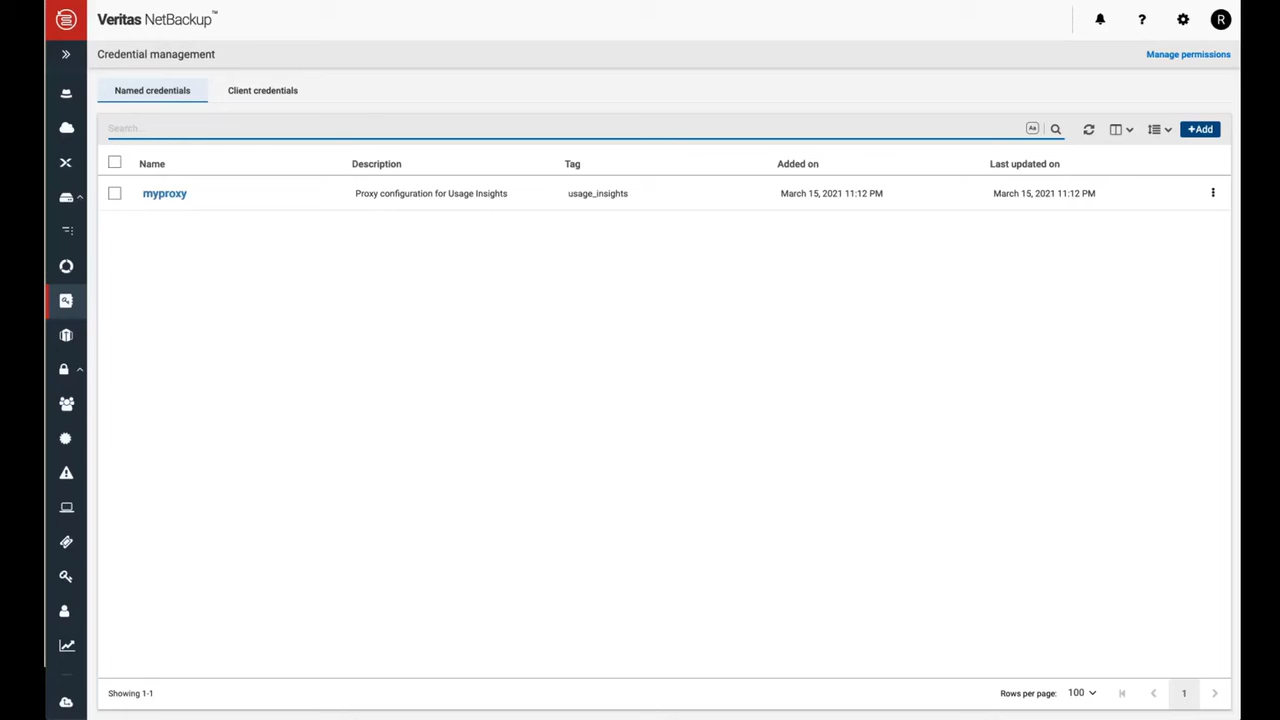 Veritas NetBackup™
R
Credential management
Manage permissions
Named credentials
Client credentials
Search...
Aa
+Add
Name
Description
Tag
Added on
Last updated on
myproxy
Proxy configuration for Usage Insights
usage_insights
March 15, 2021 11:12 PM
March 15, 2021 11:12 PM
Showing 1-1
Rows per page:
100
1